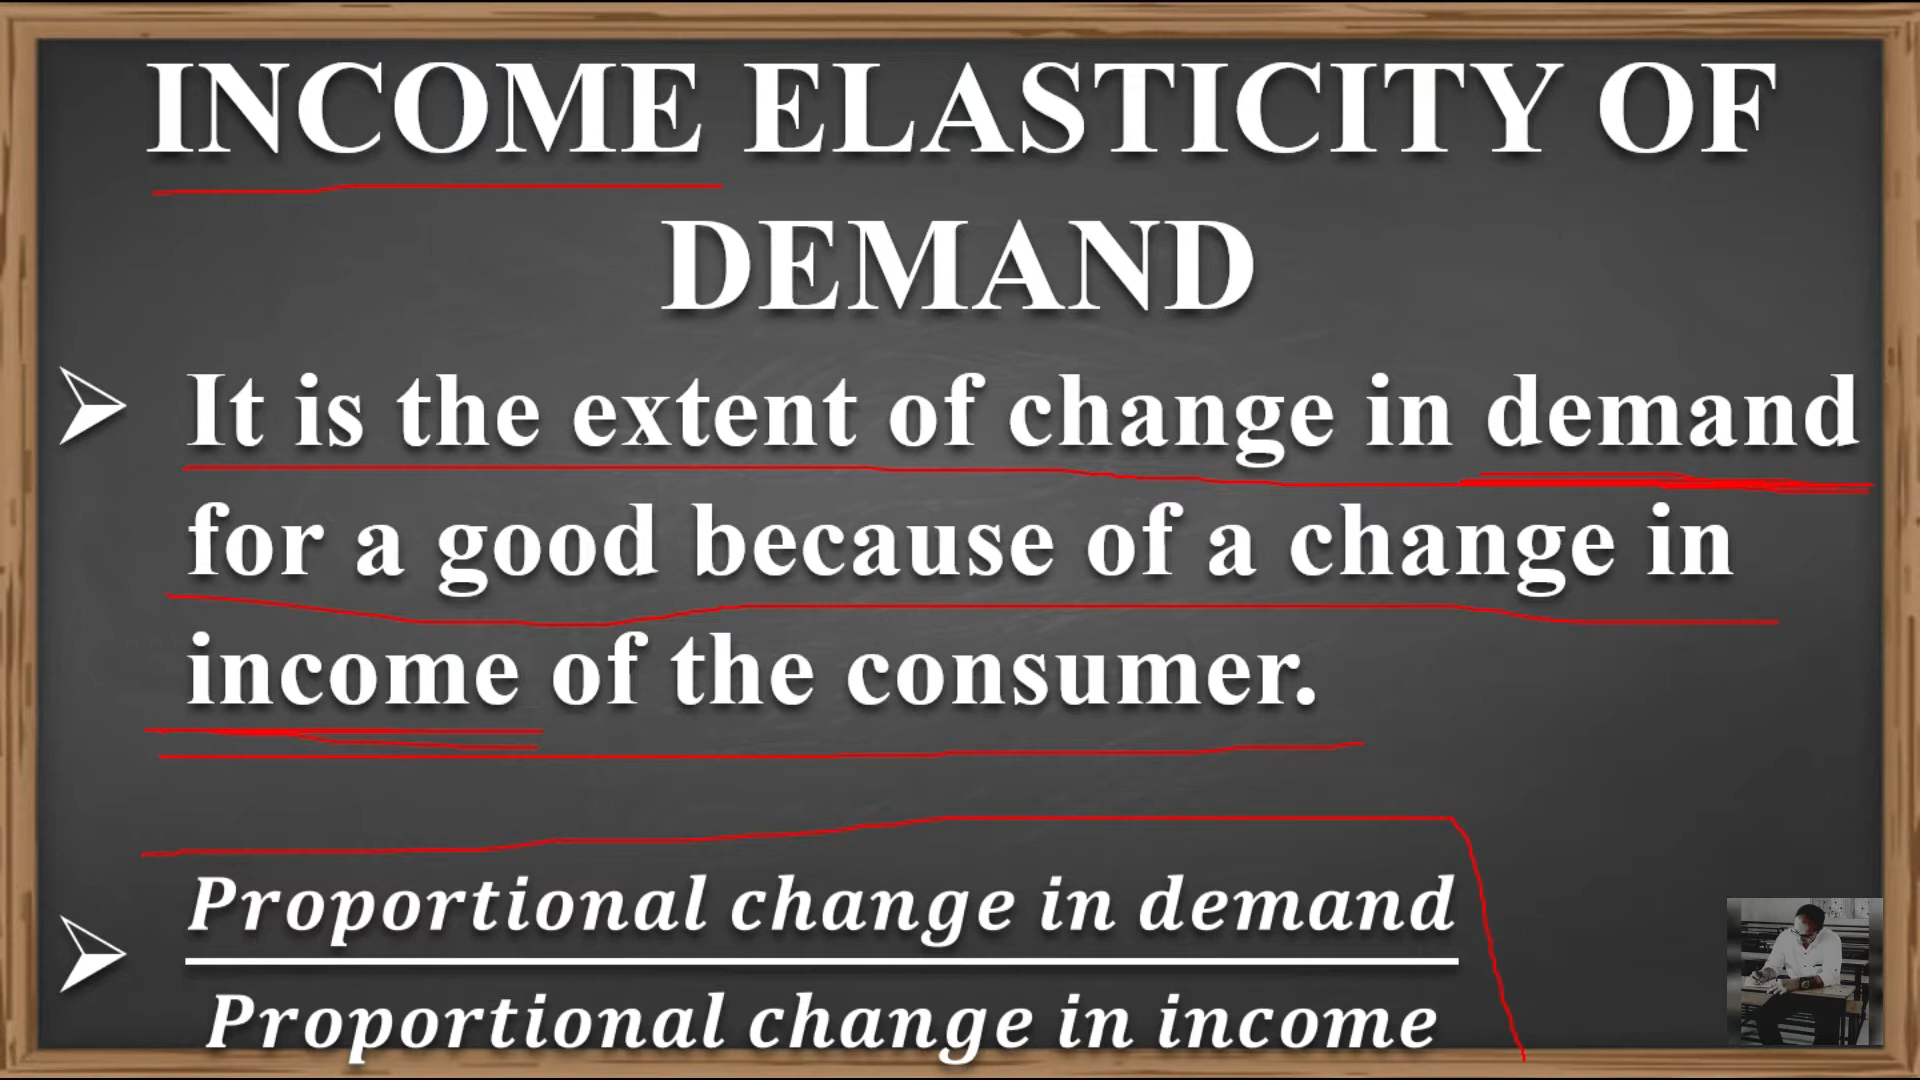 INCOME ELASTICITY OF
DEMAND
It is the extent of change in demand
for a good because of a change in
income of the consumer.
Proportional change in demand
Proportional change in income